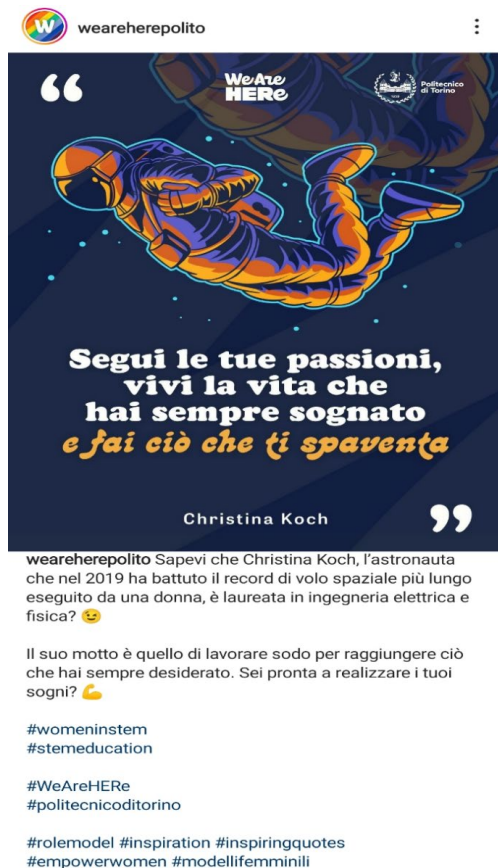 W
weareherepolito
“
WeAre
HERe
Politecnico
di Torino
Segui le tue passioni,
vivi la vita che
hai sempre sognato
e fai ciò che ti spaventa
Christina Koch
”
weareherepolito Sapevi che Christina Koch, l’astronauta
che nel 2019 ha battuto il record di volo spaziale più lungo
eseguito da una donna, è laureata in ingegneria elettrica e
fisica? 😉
Il suo motto è quello di lavorare sodo per raggiungere ciò
che hai sempre desiderato. Sei pronta a realizzare i tuoi
sogni? 💪
#womeninstem
#stemeducation
#WeAreHERe
#politecnicoditorino
#rolemodel #inspiration #inspiringquotes
#empowerwomen #modellifemminili